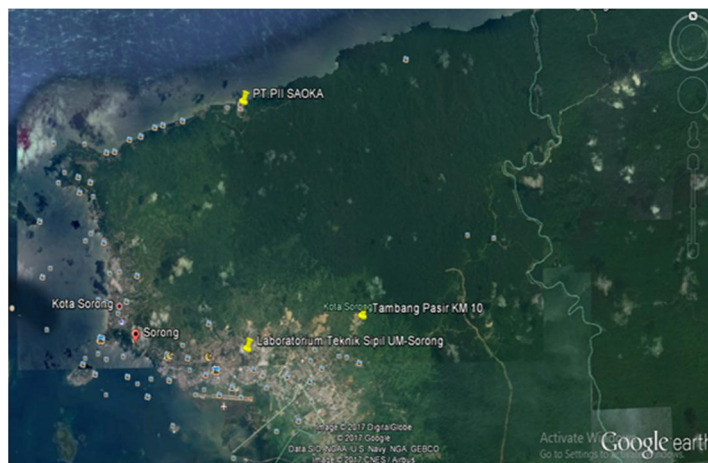 PT.PII SAOKA
Kota Sorong
Tambang Pasir KM 10
Kota Sorong
Sorong
Laboratorium Teknik Sipil UM-Sorong
Image © 2017 DigitalGlobe
© 2017 Google
Data SIO, NOAA, U.S. Navy, NGA, GEBCO
Image © 2017 CNES / Airbus
Activate Win
Go to Settings to activate Windows.
Google earth